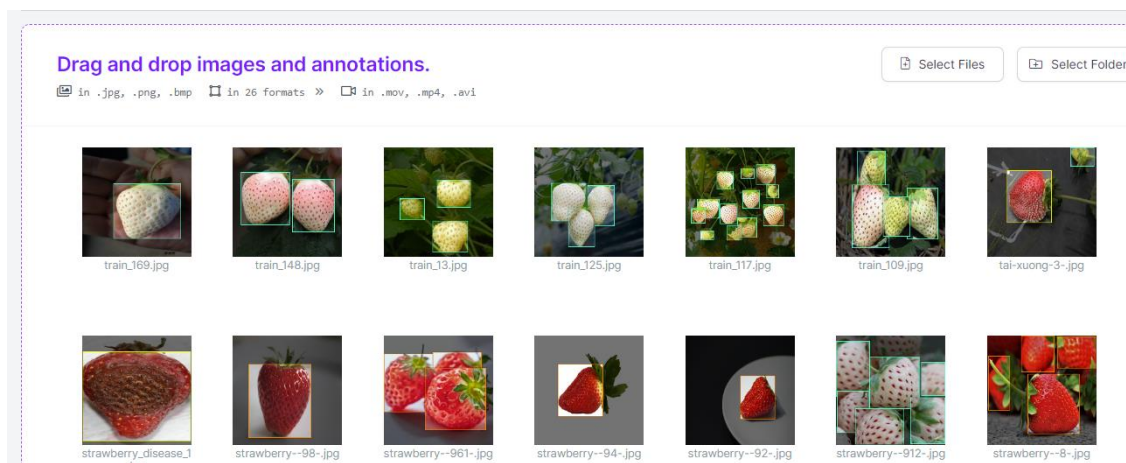 Drag and drop images and annotations.
Select Files
Select Folder
in .jpg, .png, .bmp in 26 formats » in .mov, .mp4, .avi
train_169.jpg
train_148.jpg
train_13.jpg
train_125.jpg
train_117.jpg
train_109.jpg
tai-xuong-3-.jpg
strawberry_disease_1
strawberry--98-.jpg
strawberry--961-.jpg
strawberry--94-.jpg
strawberry--92-.jpg
strawberry--912-.jpg
strawberry--8-.jpg